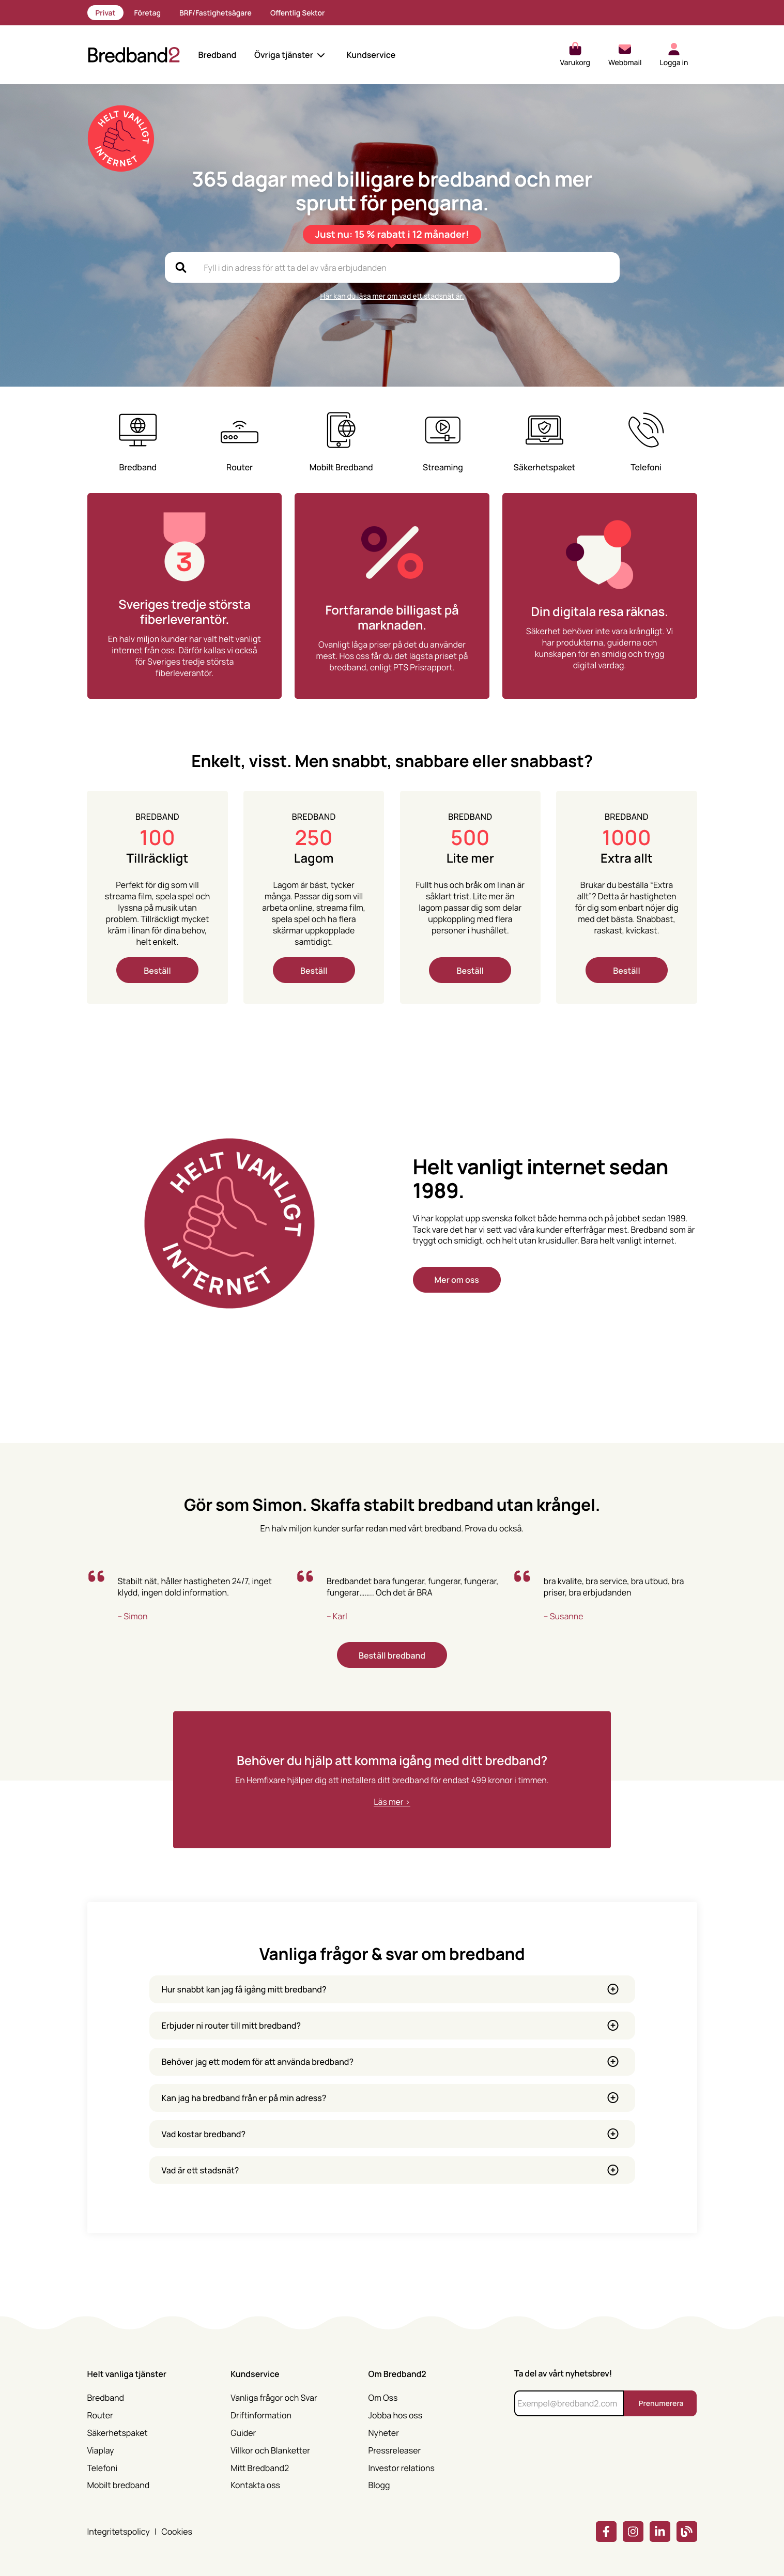 Privat Företag BRF/Fastighetsägare Offentlig Sektor
Bredband2 Bredband Övriga tjänster Kundservice Varukorg Webbmail Logga in
HELT VANLIGT INTERNET
365 dagar med billigare bredband och mer
sprutt för pengarna.
Just nu: 15 % rabatt i 12 månader!
Fyll i din adress för att ta del av våra erbjudanden
Här kan du läsa mer om vad ett stadsnät är.
Bredband Router Mobilt Bredband Streaming Säkerhetspaket Telefoni
3
Sveriges tredje största
fiberleverantör.
En halv miljon kunder har valt helt vanligt
internet från oss. Därför kallas vi också
för Sveriges tredje största
fiberleverantör.
Fortfarande billigast på
marknaden.
Ovanligt låga priser på det du använder
mest. Hos oss får du det lägsta priset på
bredband, enligt PTS Prisrapport.
Din digitala resa räknas.
Säkerhet behöver inte vara krångligt. Vi
har produkterna, guiderna och
kunskapen för en smidig och trygg
digital vardag.
Enkelt, visst. Men snabbt, snabbare eller snabbast?
BREDBAND
100
Tillräckligt
Perfekt för dig som vill
streama film, spela spel och
lyssna på musik utan
problem. Tillräckligt mycket
kräm i linan för dina behov,
helt enkelt.
Beställ
BREDBAND
250
Lagom
Lagom är bäst, tycker
många. Passar dig som vill
arbeta online, streama film,
spela spel och ha flera
skärmar uppkopplade
samtidigt.
Beställ
BREDBAND
500
Lite mer
Fullt hus och bråk om linan är
såklart trist. Lite mer än
lagom passar dig som delar
uppkoppling med flera
personer i hushållet.
Beställ
BREDBAND
1000
Extra allt
Brukar du beställa “Extra
allt”? Detta är hastigheten
för dig som enbart nöjer dig
med det bästa. Snabbast,
raskast, kvickast.
Beställ
HELT VANLIGT INTERNET
Helt vanligt internet sedan
1989.
Vi har kopplat upp svenska folket både hemma och på jobbet sedan 1989.
Tack vare det har vi sett vad våra kunder efterfrågar mest. Bredband som är
tryggt och smidigt, och helt utan krusiduller. Bara helt vanligt internet.
Mer om oss
Gör som Simon. Skaffa stabilt bredband utan krångel.
En halv miljon kunder surfar redan med vårt bredband. Prova du också.
Stabilt nät, håller hastigheten 24/7, inget
klydd, ingen dold information.
– Simon
Bredbandet bara fungerar, fungerar, fungerar,
fungerar........ Och det är BRA
– Karl
bra kvalite, bra service, bra utbud, bra
priser, bra erbjudanden
– Susanne
Beställ bredband
Behöver du hjälp att komma igång med ditt bredband?
En Hemfixare hjälper dig att installera ditt bredband för endast 499 kronor i timmen.
Läs mer >
Vanliga frågor & svar om bredband
Hur snabbt kan jag få igång mitt bredband?
Erbjuder ni router till mitt bredband?
Behöver jag ett modem för att använda bredband?
Kan jag ha bredband från er på min adress?
Vad kostar bredband?
Vad är ett stadsnät?
Helt vanliga tjänster
Bredband
Router
Säkerhetspaket
Viaplay
Telefoni
Mobilt bredband
Kundservice
Vanliga frågor och Svar
Driftinformation
Guider
Villkor och Blanketter
Mitt Bredband2
Kontakta oss
Om Bredband2
Om Oss
Jobba hos oss
Nyheter
Pressreleaser
Investor relations
Blogg
Ta del av vårt nyhetsbrev!
Exempel@bredband2.com Prenumerera
Integritetspolicy | Cookies